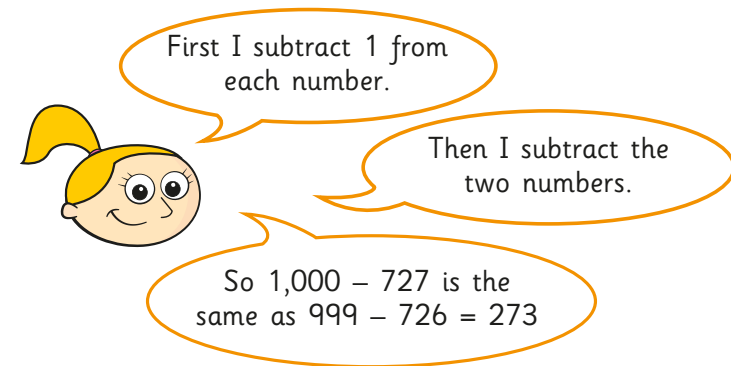 First I subtract 1 from
each number.
Then I subtract the
two numbers.
So 1,000 – 727 is the
same as 999 – 726 = 273